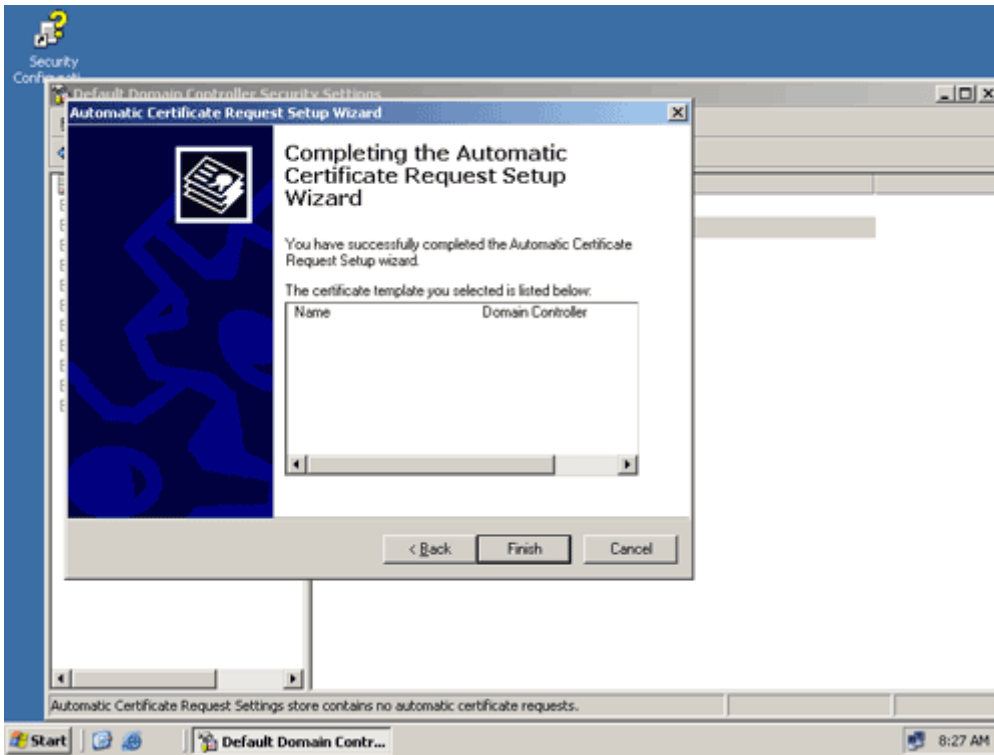 Security
Default Domain Controller Security Settings
Automatic Certificate Request Setup Wizard
Completing the Automatic
Certificate Request Setup
Wizard
You have successfully completed the Automatic Certificate
Request Setup wizard.
The certificate template you selected is listed below:
Name Domain Controller
< Back Finish Cancel
Automatic Certificate Request Settings store contains no automatic certificate requests.
Start Default Domain Contr... 8:27 AM